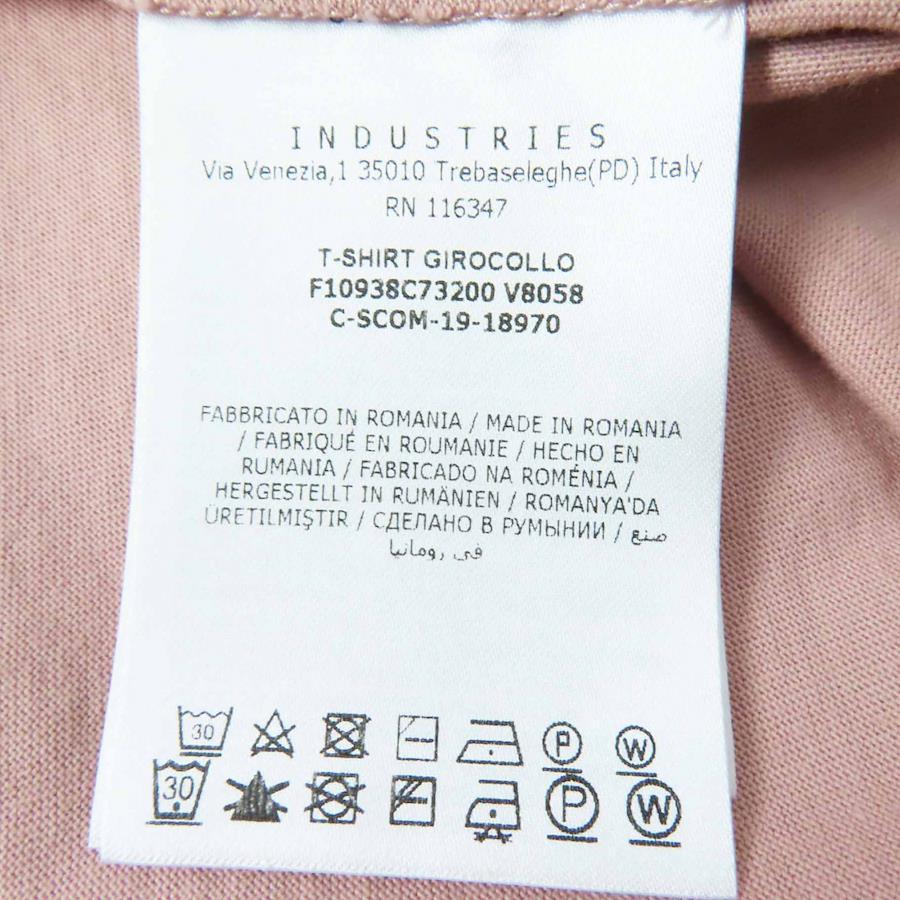 INDUSTRIES
Via Venezia,1 35010 Trebaseleghe(PD) Italy
RN 116347
T-SHIRT GIROCOLLO
F10938C73200 V8058
C-SCOM-19-18970
FABBRICATO IN ROMANIA / MADE IN ROMANIA
/ FABRIQUÉ EN ROUMANIE / HECHO EN
RUMANIA / FABRICADO NA ROMÉNIA /
HERGESTELLT IN RUMÄNIEN / ROMANYA'DA
ÜRETILMIŞTIR / СДЕЛАНО В РУМЫНИИ / صنع
في رومانيا
30 P W
30 P W